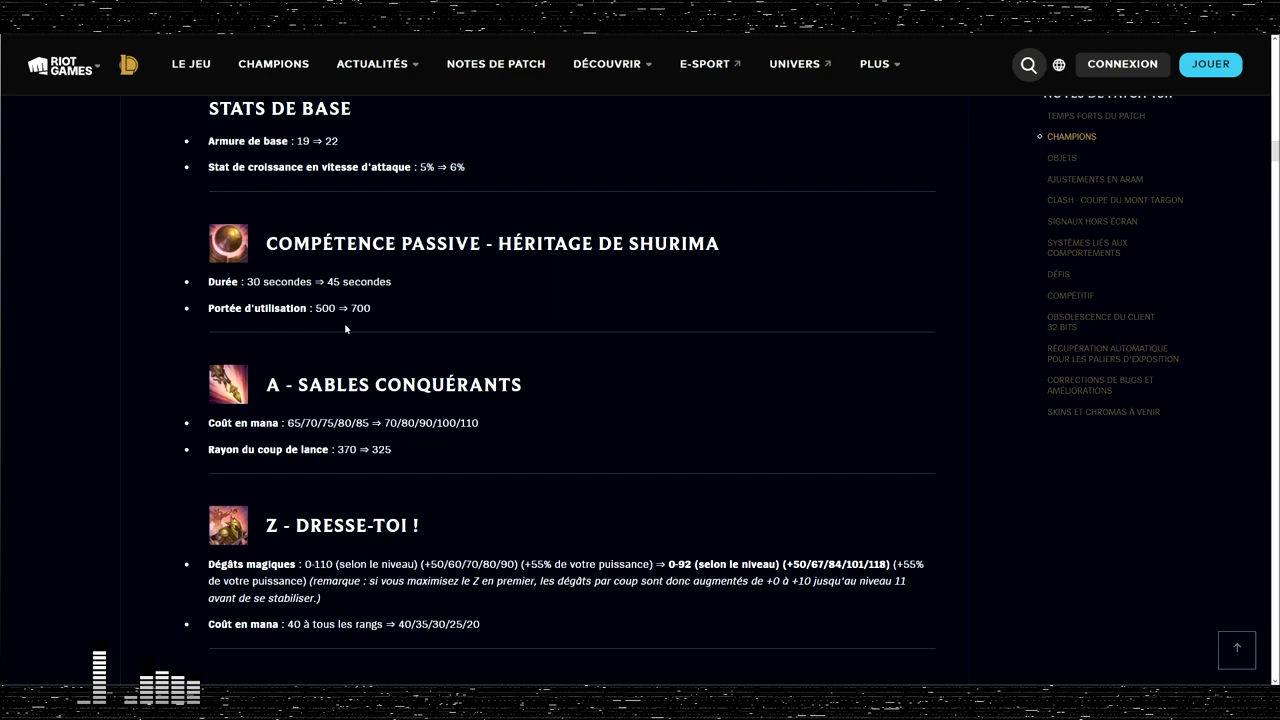 RIOT GAMES
LE JEU
CHAMPIONS
ACTUALITÉS
NOTES DE PATCH
DÉCOUVRIR
E-SPORT
UNIVERS
PLUS
CONNEXION
JOUER
STATS DE BASE
• Armure de base : 19 ⇒ 22
• Stat de croissance en vitesse d'attaque : 5% ⇒ 6%
COMPÉTENCE PASSIVE - HÉRITAGE DE SHURIMA
• Durée : 30 secondes ⇒ 45 secondes
• Portée d'utilisation : 500 ⇒ 700
A - SABLES CONQUÉRANTS
• Coût en mana : 65/70/75/80/85 ⇒ 70/80/90/100/110
• Rayon du coup de lance : 370 ⇒ 325
Z - DRESSE-TOI !
• Dégâts magiques : 0-110 (selon le niveau) (+50/60/70/80/90) (+55% de votre puissance) ⇒ 0-92 (selon le niveau) (+50/67/84/101/118) (+55%
de votre puissance) (remarque : si vous maximisez le Z en premier, les dégâts par coup sont donc augmentés de +0 à +10 jusqu'au niveau 11
avant de se stabiliser.)
• Coût en mana : 40 à tous les rangs ⇒ 40/35/30/25/20
TEMPS FORTS DU PATCH
CHAMPIONS
OBJETS
AJUSTEMENTS EN ARAM
CLASH - COUPE DU MONT TARGON
SIGNAUX HORS ÉCRAN
SYSTÈMES LIÉS AUX
COMPORTEMENTS
DÉFIS
COMPÉTITIF
OBSOLESCENCE DU CLIENT
32 BITS
RÉCUPÉRATION AUTOMATIQUE
POUR LES PALIERS D'EXPOSITION
CORRECTIONS DE BUGS ET
AMÉLIORATIONS
SKINS ET CHROMAS À VENIR